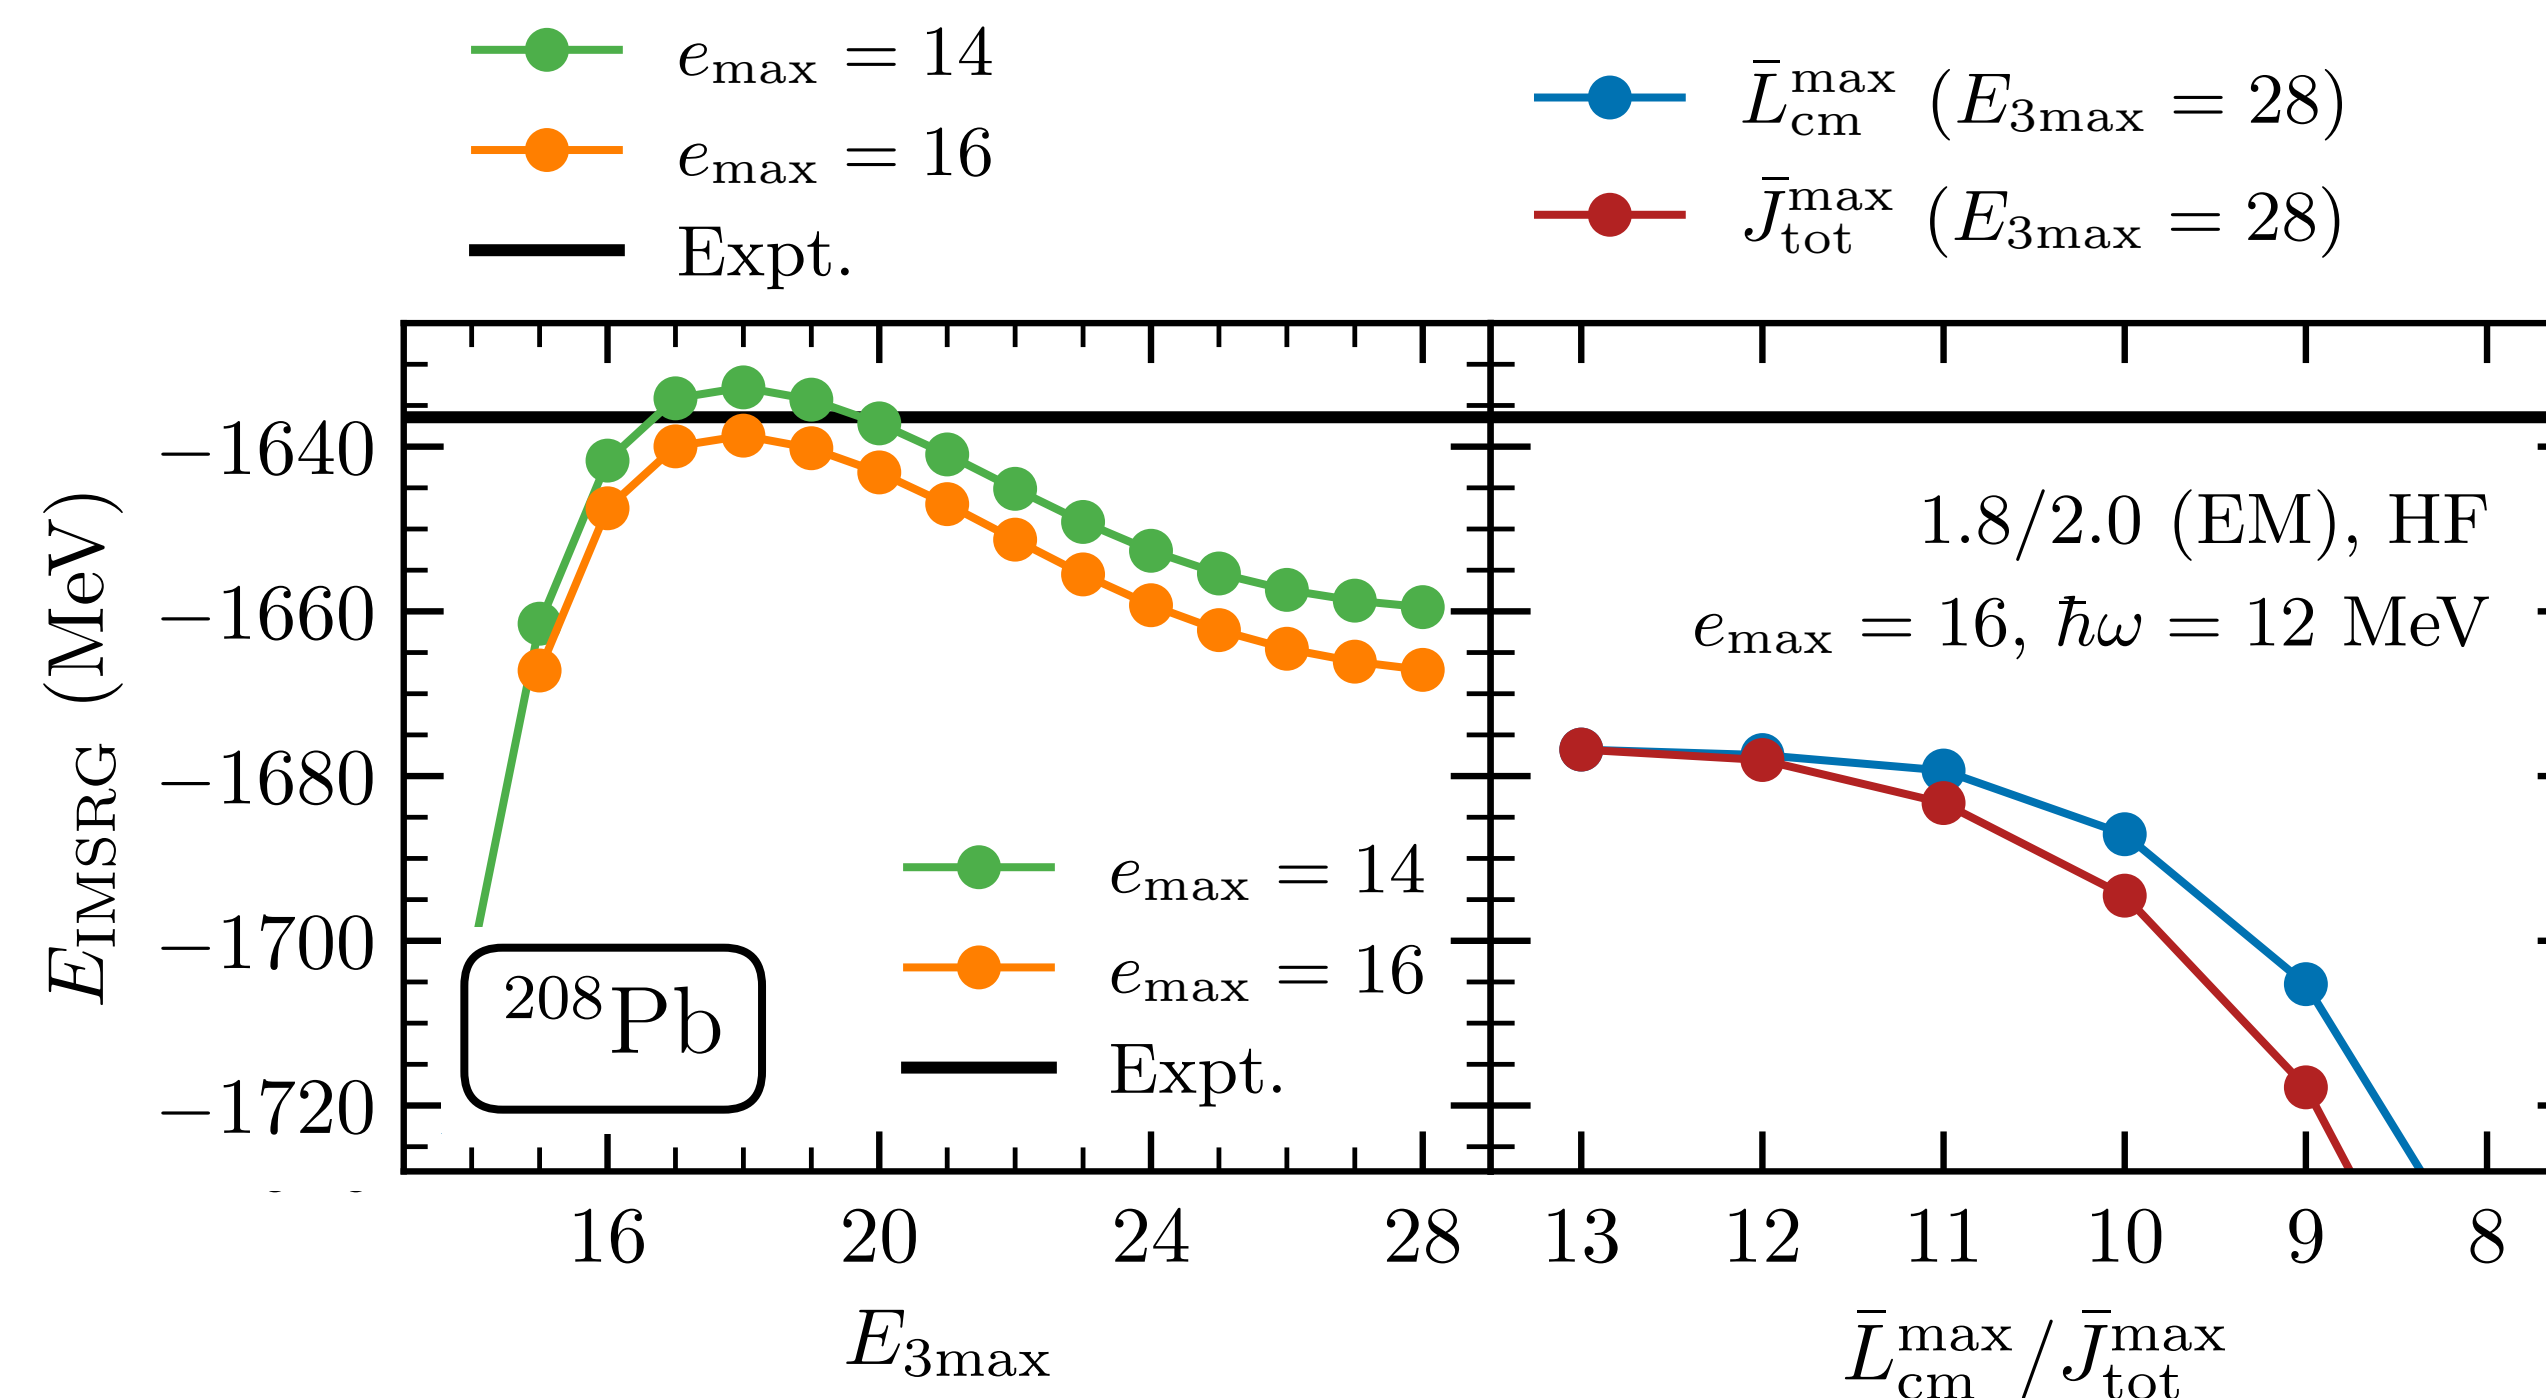 e_max = 14
e_max = 16
Expt.
L̄_cm^max (E_3max = 28)
J̄_tot^max (E_3max = 28)
E_IMSRG (MeV)
−1640
−1660
−1680
−1700
−1720
1.8/2.0 (EM), HF
e_max = 16, ħω = 12 MeV
e_max = 14
e_max = 16
Expt.
²⁰⁸Pb
16 20 24 28 13 12 11 10 9 8
E_3max
L̄_cm^max/J̄_tot^max